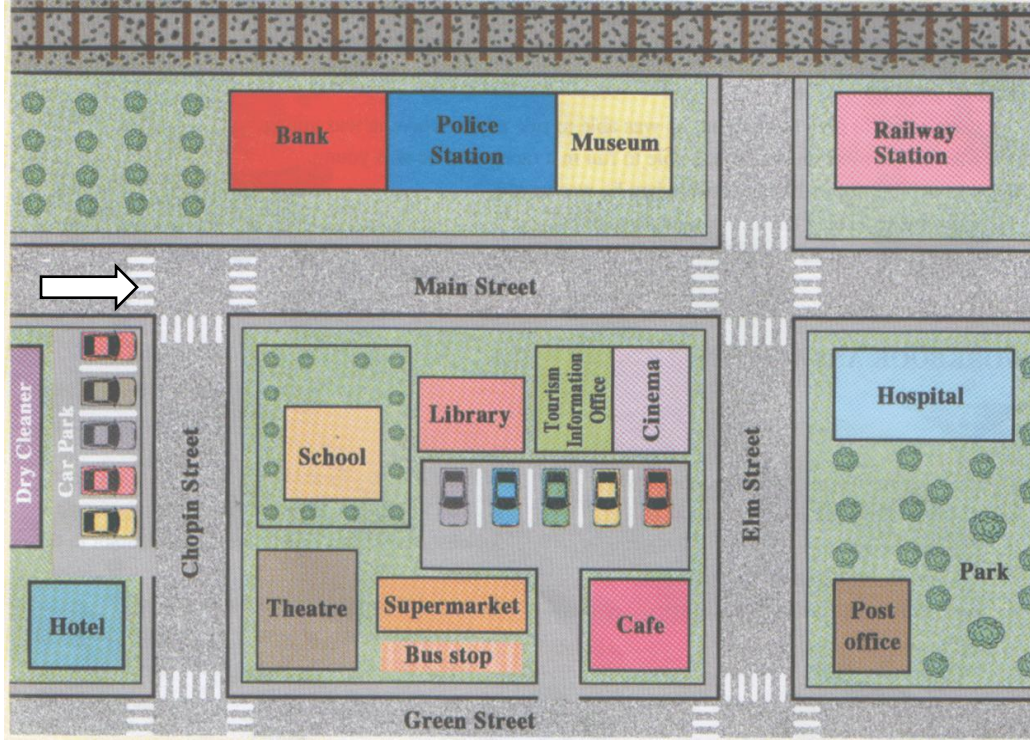 Bank
Police
Station
Museum
Railway
Station
Main Street
Dry Cleaner
Car Park
Chopin Street
School
Library
Tourism
Information
Office
Cinema
Elm Street
Hospital
Park
Hotel
Theatre
Supermarket
Bus stop
Cafe
Post
office
Green Street